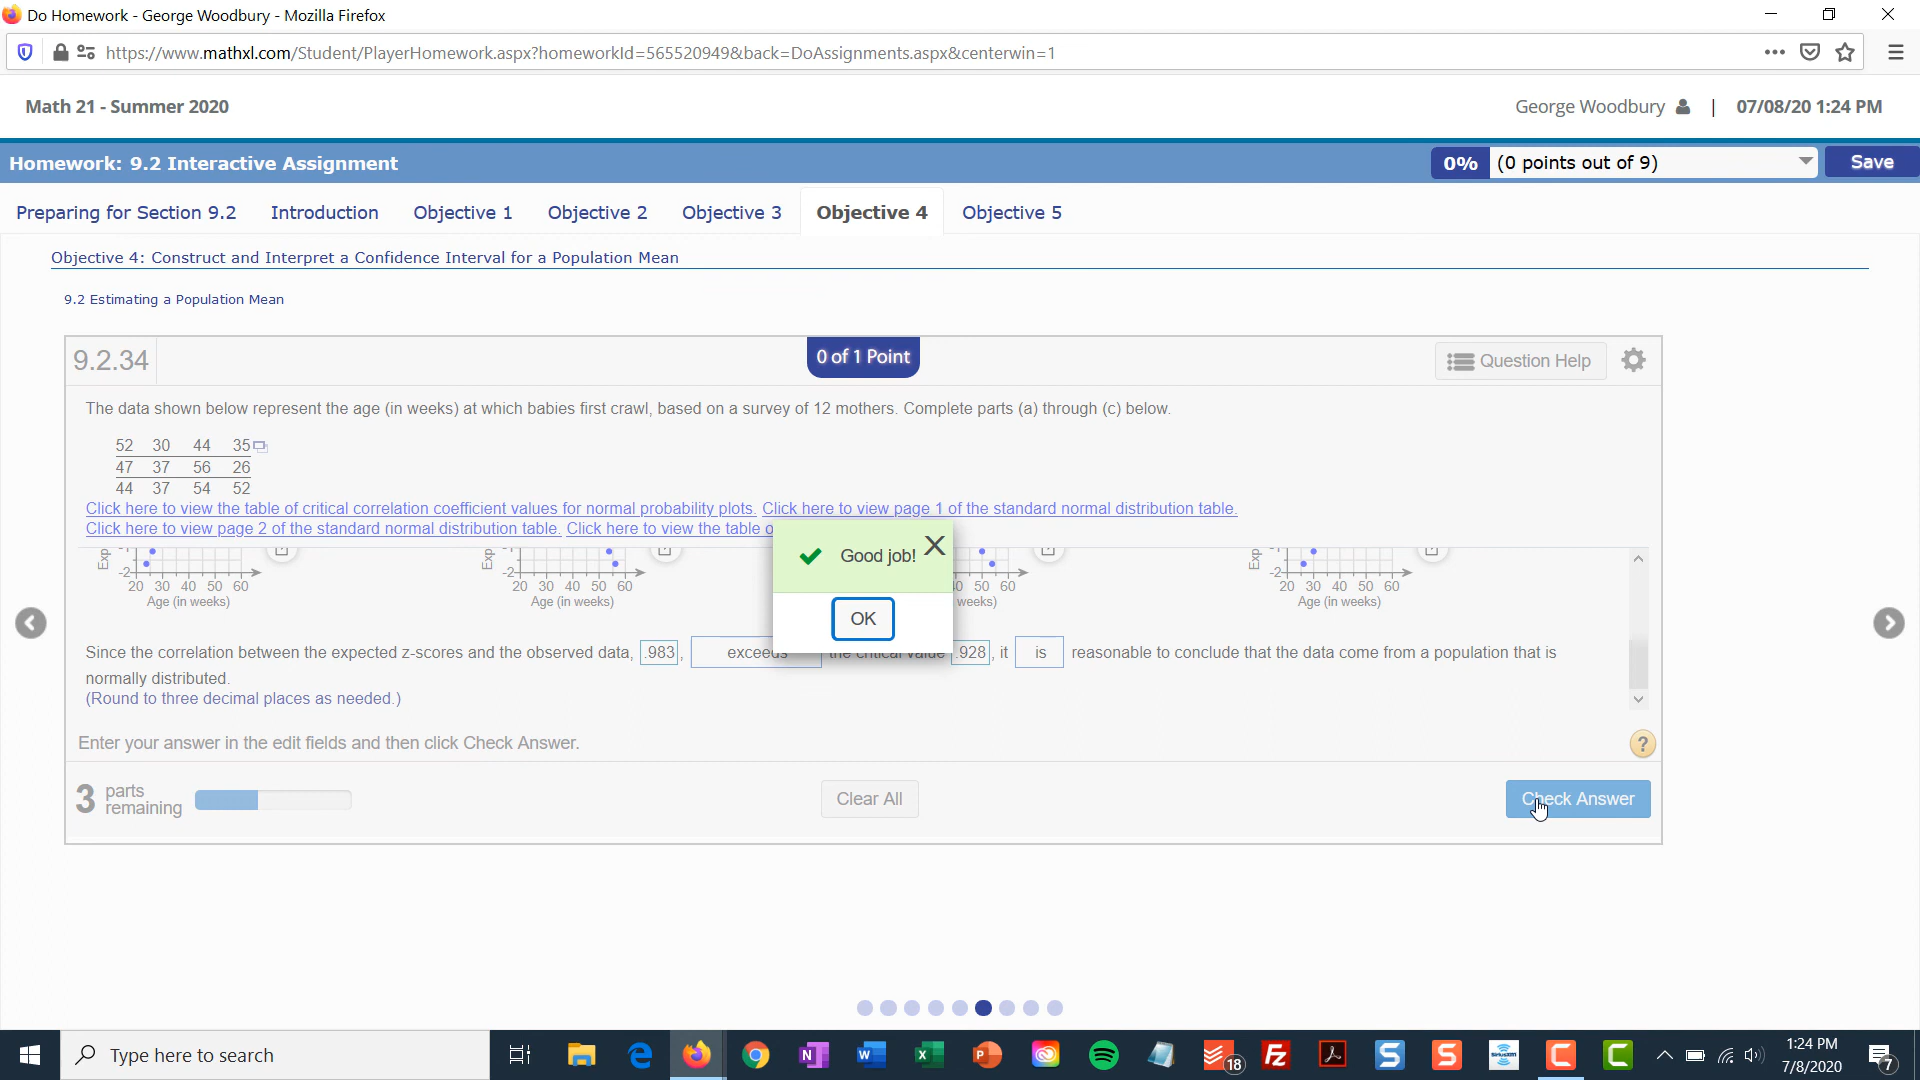 Do Homework - George Woodbury - Mozilla Firefox
https://www.mathxl.com/Student/PlayerHomework.aspx?homeworkId=565520949&back=DoAssignments.aspx&centerwin=1
Math 21 - Summer 2020
George Woodbury | 07/08/20 1:24 PM
Homework: 9.2 Interactive Assignment
0% (0 points out of 9) Save
Preparing for Section 9.2 Introduction Objective 1 Objective 2 Objective 3 Objective 4 Objective 5
Objective 4: Construct and Interpret a Confidence Interval for a Population Mean
9.2 Estimating a Population Mean
9.2.34
0 of 1 Point
Question Help
The data shown below represent the age (in weeks) at which babies first crawl, based on a survey of 12 mothers. Complete parts (a) through (c) below.
52 30 44 35
47 37 56 26
44 37 54 52
Click here to view the table of critical correlation coefficient values for normal probability plots. Click here to view page 1 of the standard normal distribution table.
Click here to view page 2 of the standard normal distribution table. Click here to view the table o
Good job!
OK
Exp -2 20 30 40 50 60 Age (in weeks)
Exp -2 20 30 40 50 60 Age (in weeks)
50 60 weeks)
Exp -2 20 30 40 50 60 Age (in weeks)
Since the correlation between the expected z-scores and the observed data, .983, exceeds the critical value .928, it is reasonable to conclude that the data come from a population that is
normally distributed.
(Round to three decimal places as needed.)
Enter your answer in the edit fields and then click Check Answer.
?
3 parts remaining
Clear All
Check Answer
Type here to search
18
1:24 PM
7/8/2020
7